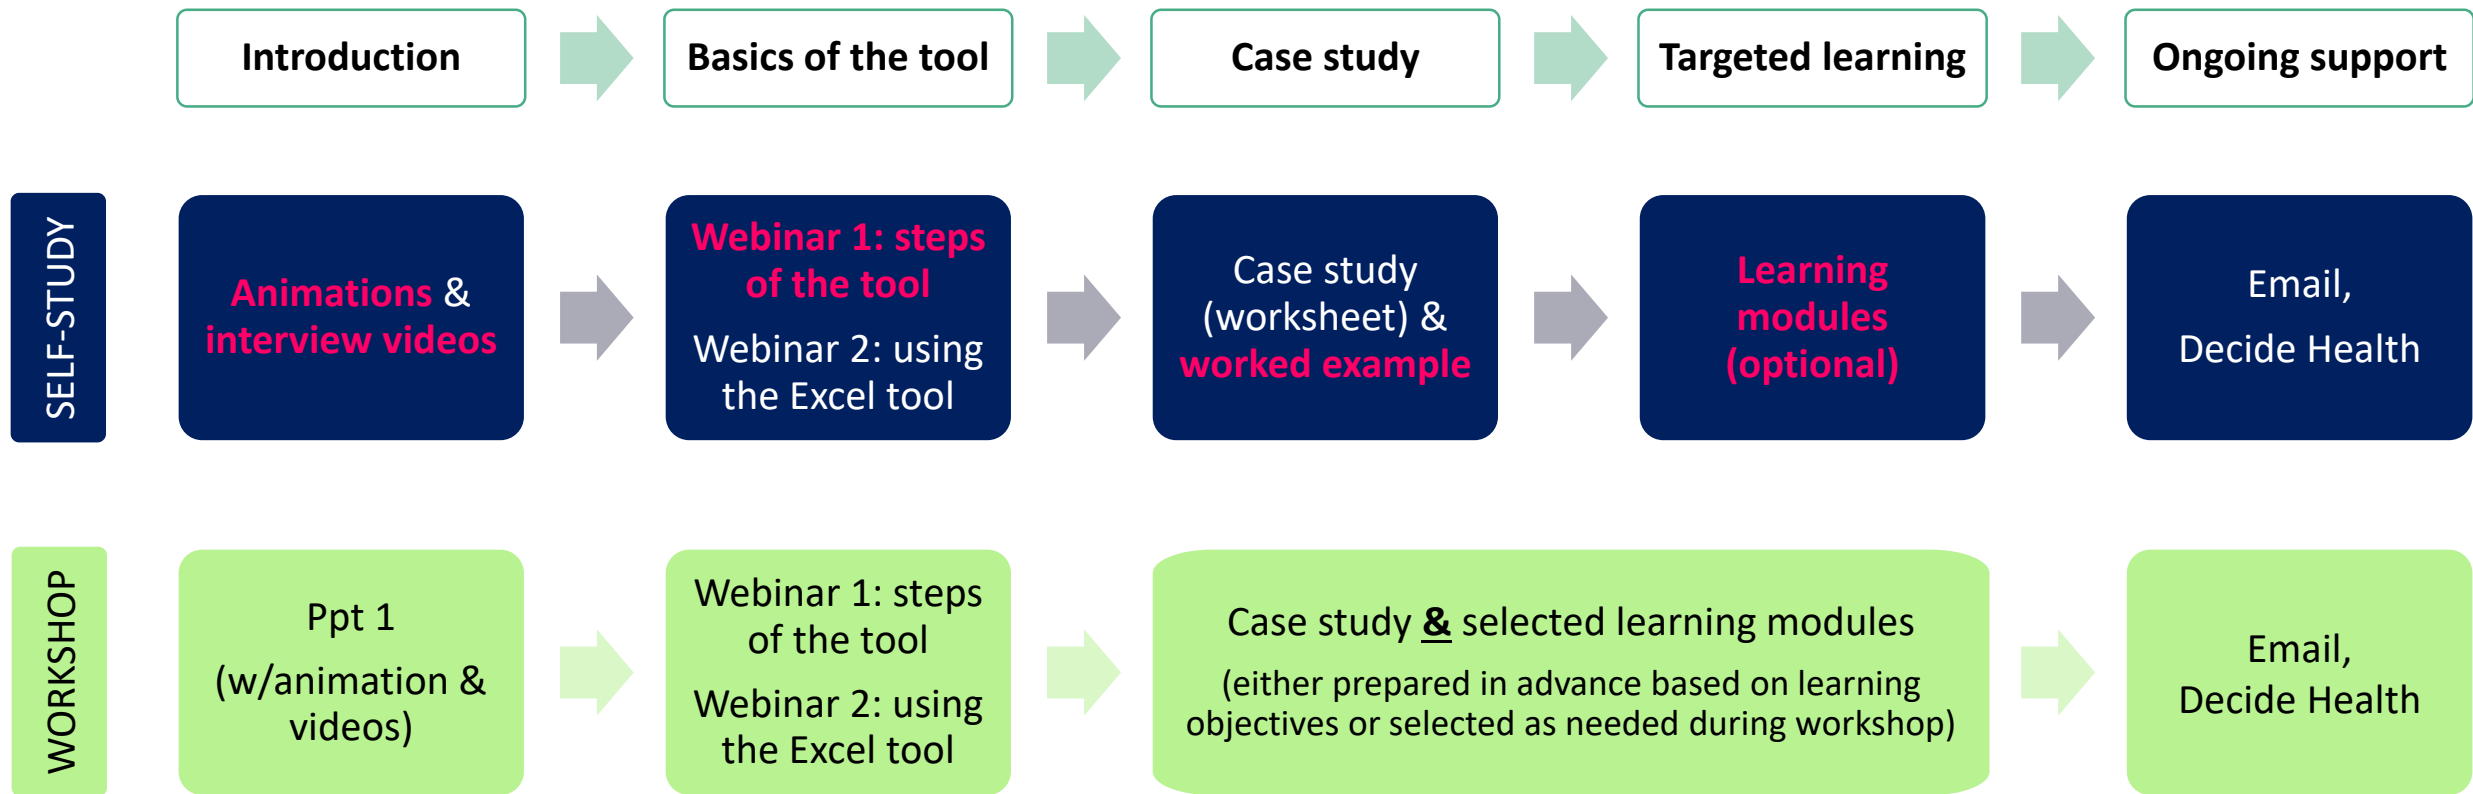 Introduction
Basics of the tool
Case study
Targeted learning
Ongoing support
SELF-STUDY
Animations &
interview videos
Webinar 1: steps
of the tool
Webinar 2: using
the Excel tool
Case study
(worksheet) &
worked example
Learning
modules
(optional)
Email,
Decide Health
WORKSHOP
Ppt 1
(w/animation &
videos)
Webinar 1: steps
of the tool
Webinar 2: using
the Excel tool
Case study & selected learning modules
(either prepared in advance based on learning
objectives or selected as needed during workshop)
Email,
Decide Health